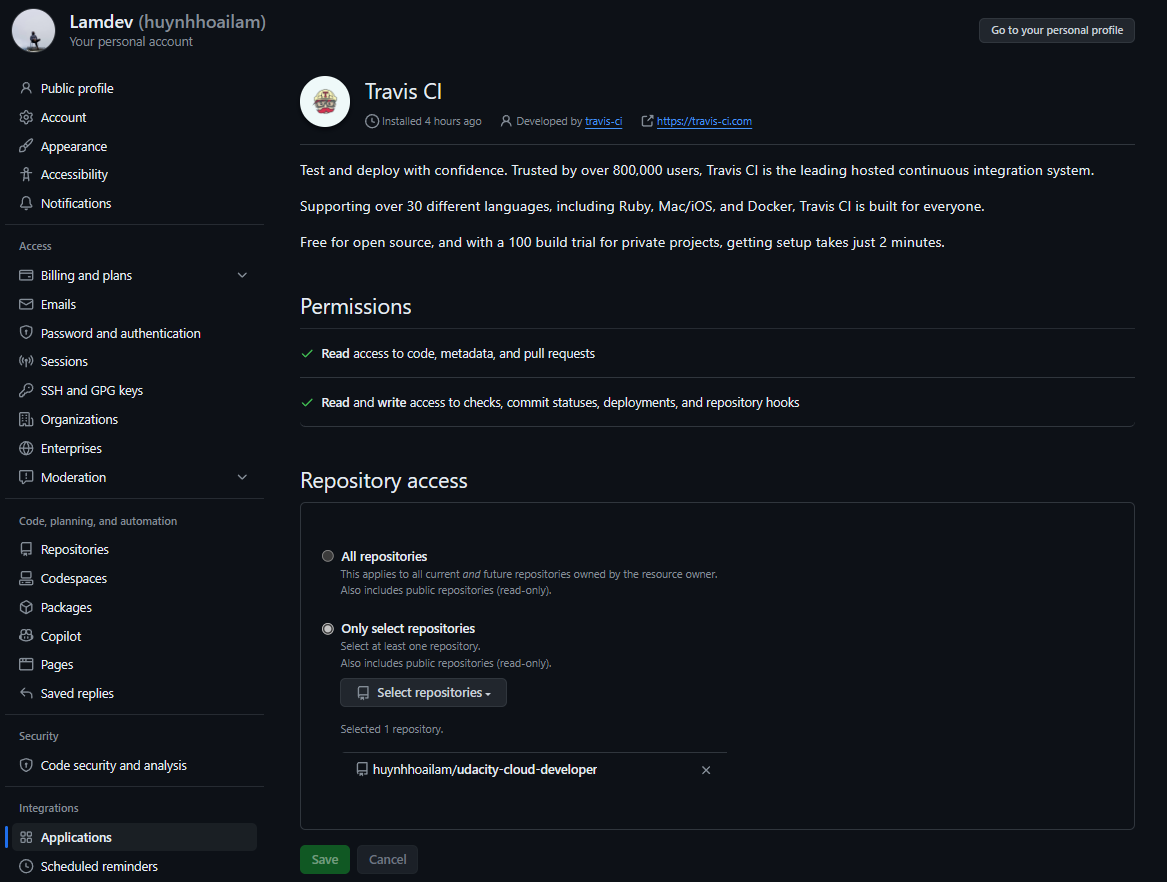 Lamdev (huynhhoailam)
Your personal account
Go to your personal profile
Public profile
Account
Appearance
Accessibility
Notifications
Access
Billing and plans
Emails
Password and authentication
Sessions
SSH and GPG keys
Organizations
Enterprises
Moderation
Code, planning, and automation
Repositories
Codespaces
Packages
Copilot
Pages
Saved replies
Security
Code security and analysis
Integrations
Applications
Scheduled reminders
Travis CI
Installed 4 hours ago Developed by travis-ci https://travis-ci.com
Test and deploy with confidence. Trusted by over 800,000 users, Travis CI is the leading hosted continuous integration system.
Supporting over 30 different languages, including Ruby, Mac/iOS, and Docker, Travis CI is built for everyone.
Free for open source, and with a 100 build trial for private projects, getting setup takes just 2 minutes.
Permissions
Read access to code, metadata, and pull requests
Read and write access to checks, commit statuses, deployments, and repository hooks
Repository access
All repositories
This applies to all current and future repositories owned by the resource owner.
Also includes public repositories (read-only).
Only select repositories
Select at least one repository.
Also includes public repositories (read-only).
Select repositories
Selected 1 repository.
huynhhoailam/udacity-cloud-developer
Save Cancel